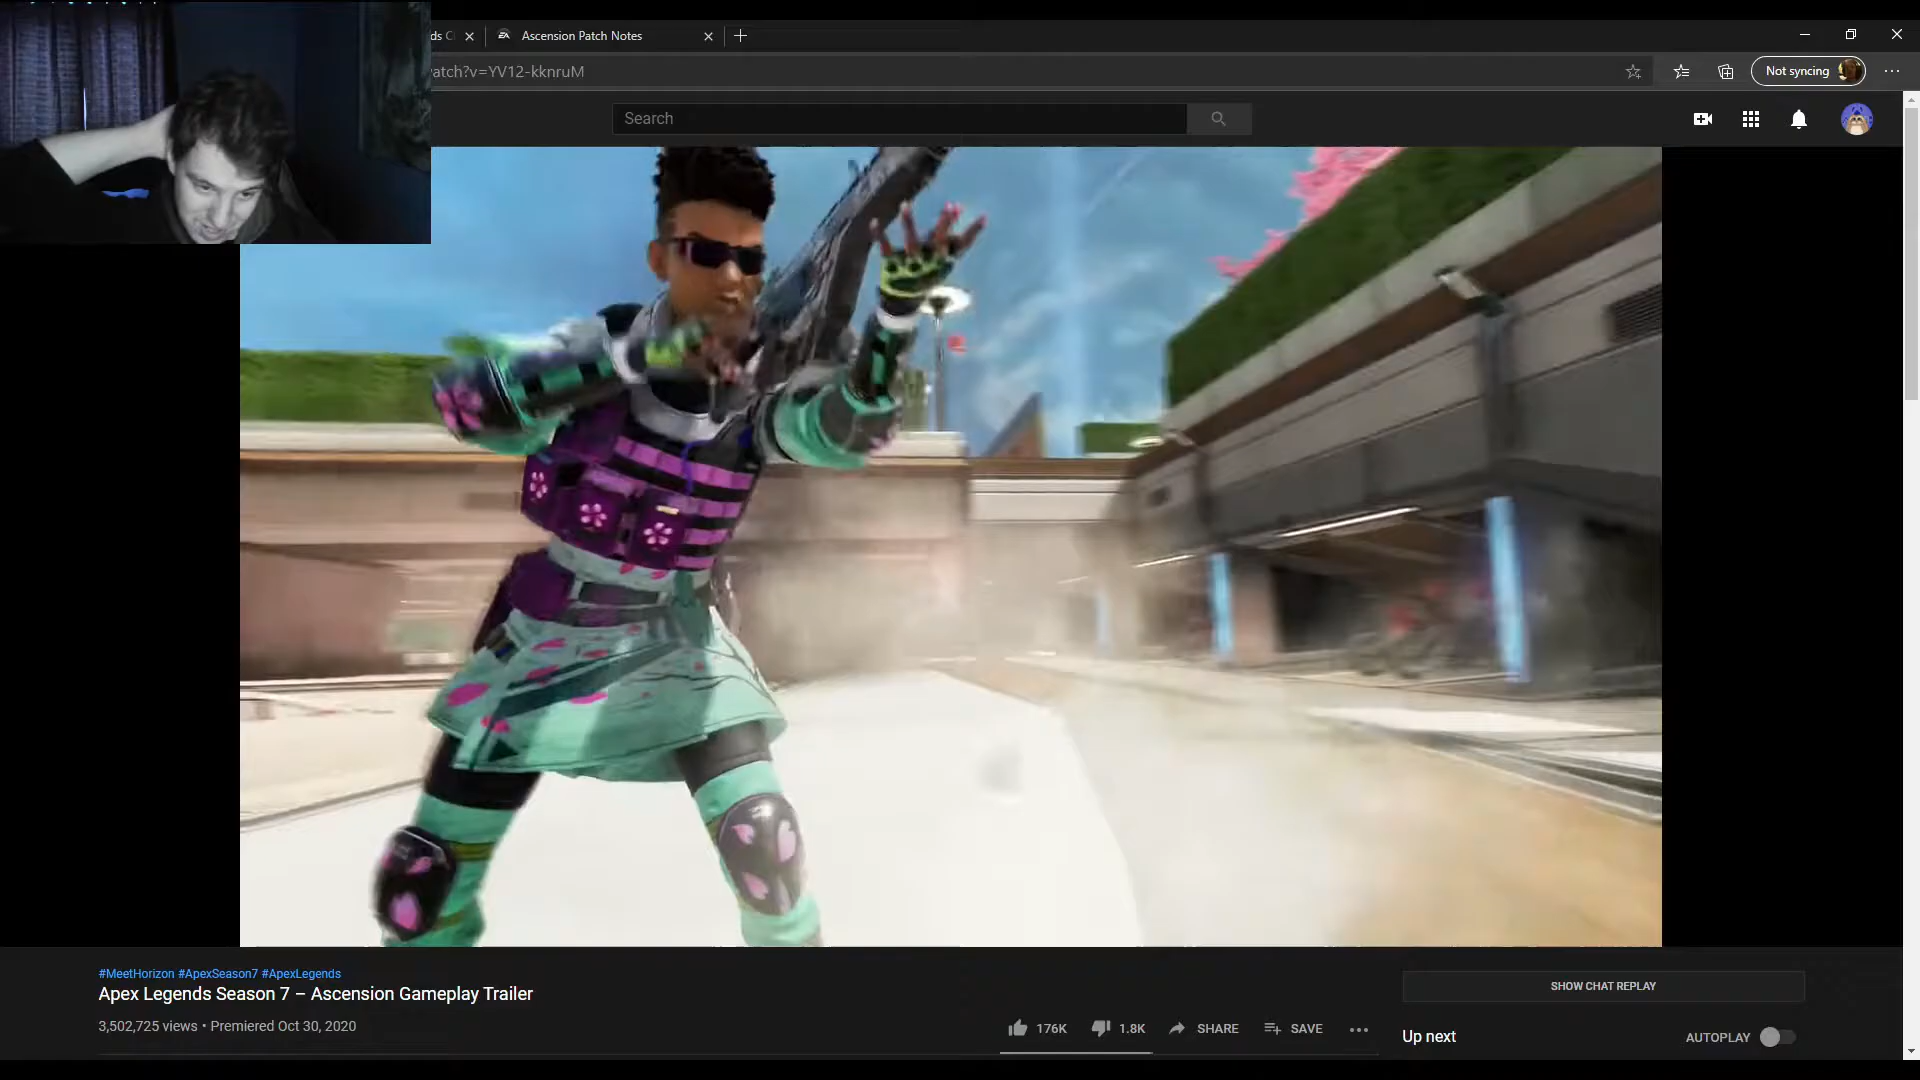 ds C
Ascension Patch Notes
atch?v=YV12-kknruM
Not syncing
Search
#MeetHorizon #ApexSeason7 #ApexLegends
Apex Legends Season 7 – Ascension Gameplay Trailer
3,502,725 views • Premiered Oct 30, 2020
176K
1.8K
SHARE
SAVE
SHOW CHAT REPLAY
Up next
AUTOPLAY